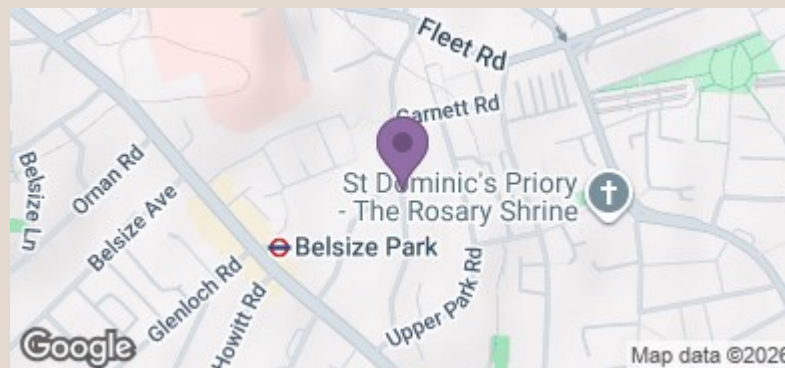 Fleet Rd
Garnett Rd
Ornan Rd
Belsize Ln
Belsize Ave
St Dominic's Priory
- The Rosary Shrine
Belsize Park
Glenloch Rd
Howitt Rd
Upper Park Rd
Google
Map data ©2026